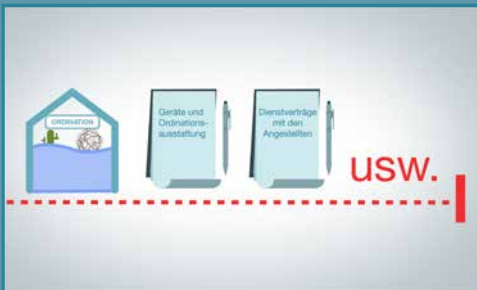 ORDINATION
Geräte und
Ordinations-
ausstattung
Dienstverträge
mit den
Angestellten
usw.